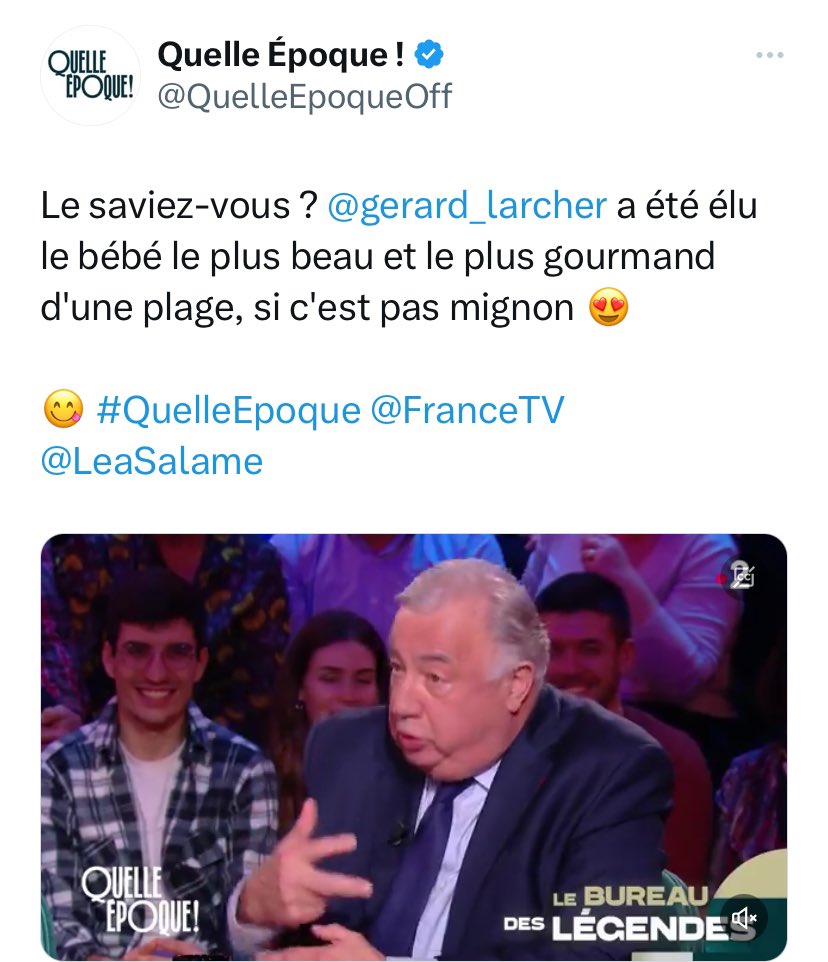 QUELLE
ÉPOQUE!
Quelle Époque !
@QuelleEpoqueOff
Le saviez-vous ? @gerard_larcher a été élu
le bébé le plus beau et le plus gourmand
d'une plage, si c'est pas mignon 😍
😋 #QuelleEpoque @FranceTV
@LeaSalame
QUELLE
ÉPOQUE!
LE BUREAU
DES LÉGENDES